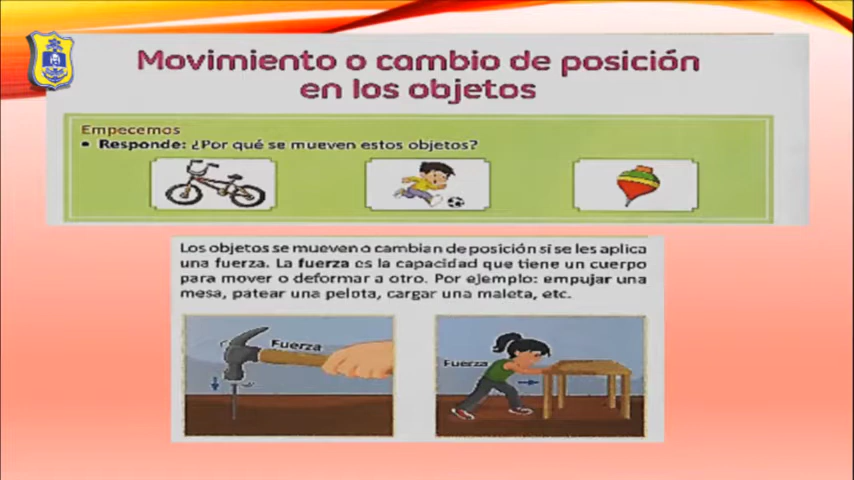 Movimiento o cambio de posición
en los objetos
Empecemos
• Responde: ¿Por qué se mueven estos objetos?
Los objetos se mueven o cambian de posición si se les aplica
una fuerza. La fuerza es la capacidad que tiene un cuerpo
para mover o deformar a otro. Por ejemplo: empujar una
mesa, patear una pelota, cargar una maleta, etc.
Fuerza
Fuerza